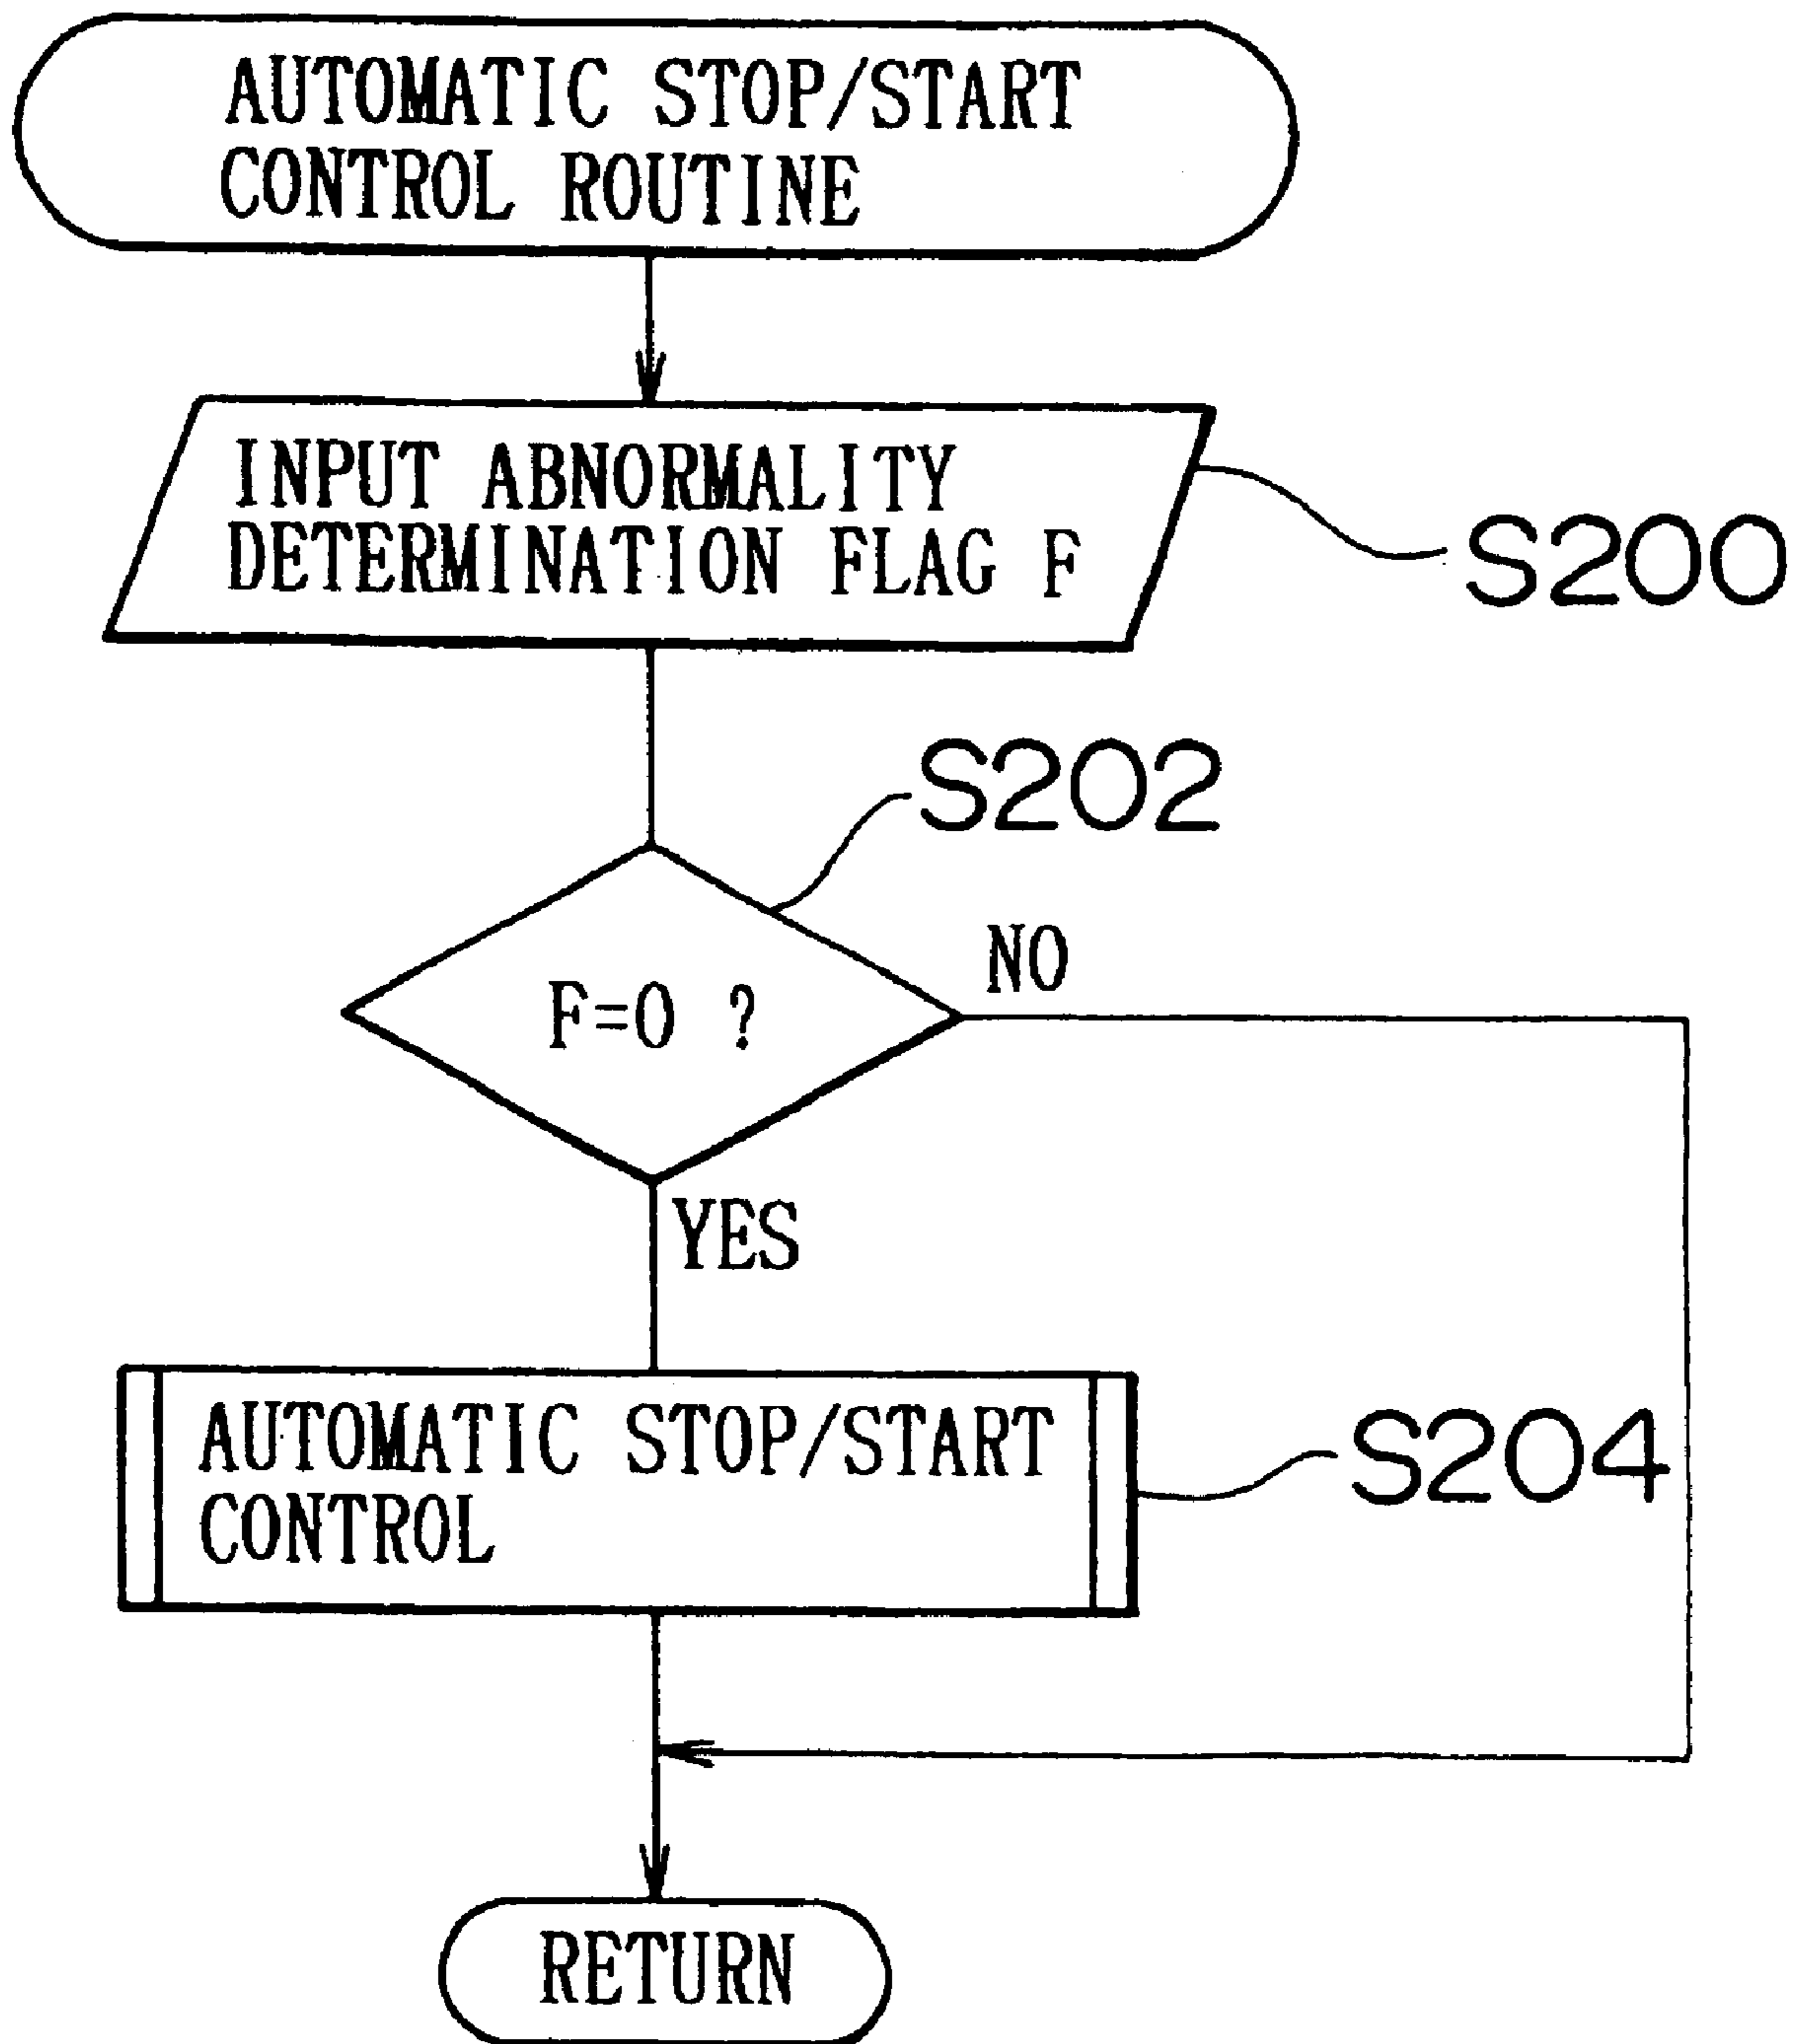 AUTOMATIC STOP/START
CONTROL ROUTINE
INPUT ABNORMALITY
DETERMINATION FLAG F
S200
S202
F=0 ?
NO
YES
AUTOMATIC STOP/START
CONTROL
S204
RETURN